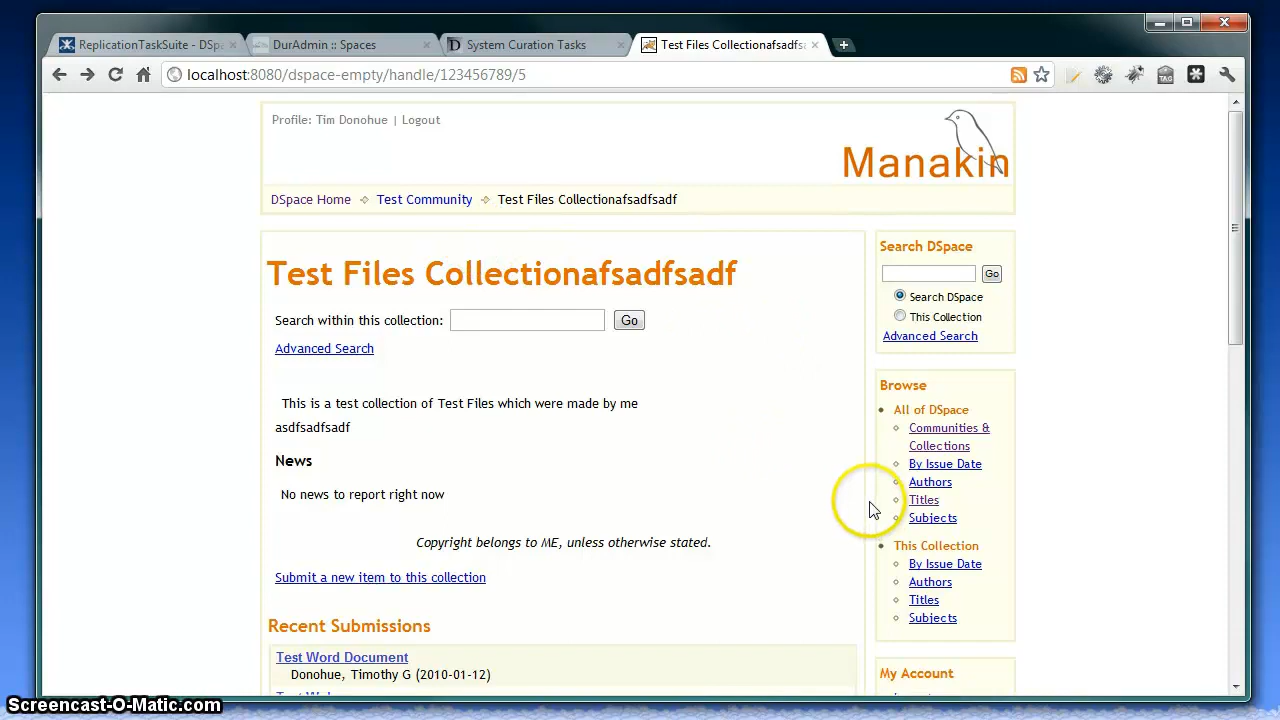 ReplicationTaskSuite - DSp
DurAdmin :: Spaces
System Curation Tasks
Test Files Collectionafsadfs
localhost:8080/dspace-empty/handle/123456789/5
TAG
Profile: Tim Donohue | Logout
Manakin
DSpace Home Test Community Test Files Collectionafsadfsadf
Test Files Collectionafsadfsadf
Search within this collection: Go
Advanced Search
This is a test collection of Test Files which were made by me
asdfsadfsadf
News
No news to report right now
Copyright belongs to ME, unless otherwise stated.
Submit a new item to this collection
Recent Submissions
Test Word Document
Donohue, Timothy G (2010-01-12)
Search DSpace
Go
Search DSpace
This Collection
Advanced Search
Browse
All of DSpace
Communities &
Collections
By Issue Date
Authors
Titles
Subjects
This Collection
By Issue Date
Authors
Titles
Subjects
My Account
Screencast-O-Matic.com